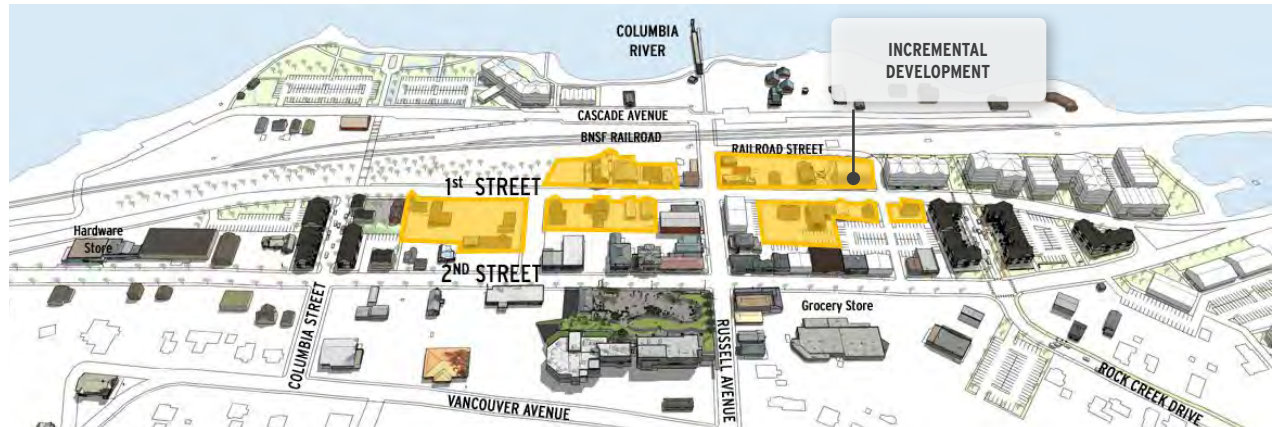 COLUMBIA
RIVER
INCREMENTAL
DEVELOPMENT
CASCADE AVENUE
BNSF RAILROAD
RAILROAD STREET
1st STREET
Hardware
Store
2ND STREET
COLUMBIA STREET
RUSSELL AVENUE
Grocery Store
VANCOUVER AVENUE
ROCK CREEK DRIVE